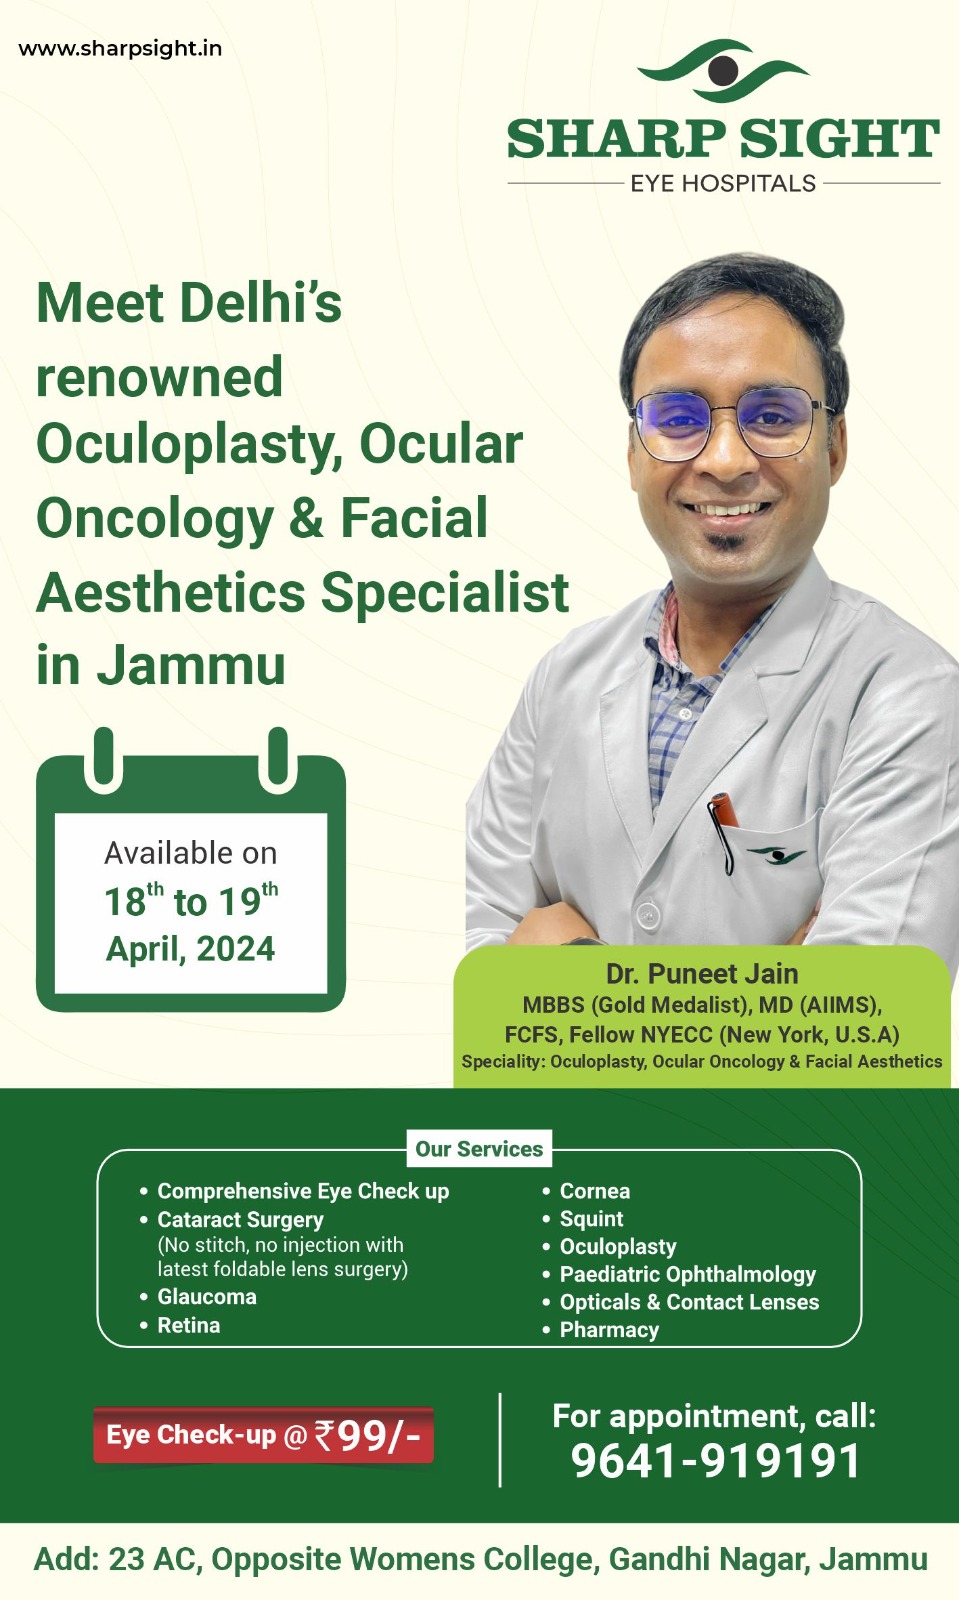 www.sharpsight.in
SHARP SIGHT
EYE HOSPITALS
Meet Delhi’s
renowned
Oculoplasty, Ocular
Oncology & Facial
Aesthetics Specialist
in Jammu
Available on
18th to 19th
April, 2024
Dr. Puneet Jain
MBBS (Gold Medalist), MD (AIIMS),
FCFS, Fellow NYECC (New York, U.S.A)
Speciality: Oculoplasty, Ocular Oncology & Facial Aesthetics
Our Services
• Comprehensive Eye Check up
• Cataract Surgery
(No stitch, no injection with
latest foldable lens surgery)
• Glaucoma
• Retina
• Cornea
• Squint
• Oculoplasty
• Paediatric Ophthalmology
• Opticals & Contact Lenses
• Pharmacy
Eye Check-up @ ₹99/-
For appointment, call:
9641-919191
Add: 23 AC, Opposite Womens College, Gandhi Nagar, Jammu